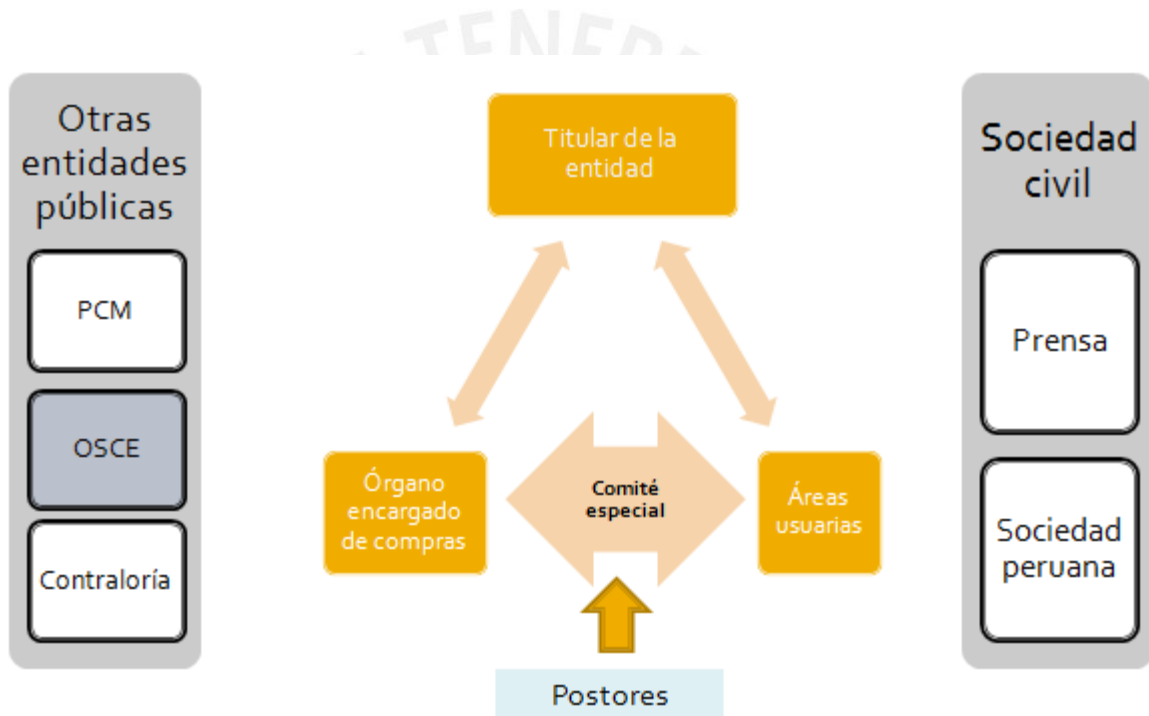 TENEBR
Otras
entidades
públicas
PCM
OSCE
Contraloría
Titular de la
entidad
Órgano
encargado
de compras
Comité
especial
Áreas
usuarias
Postores
Sociedad
civil
Prensa
Sociedad
peruana